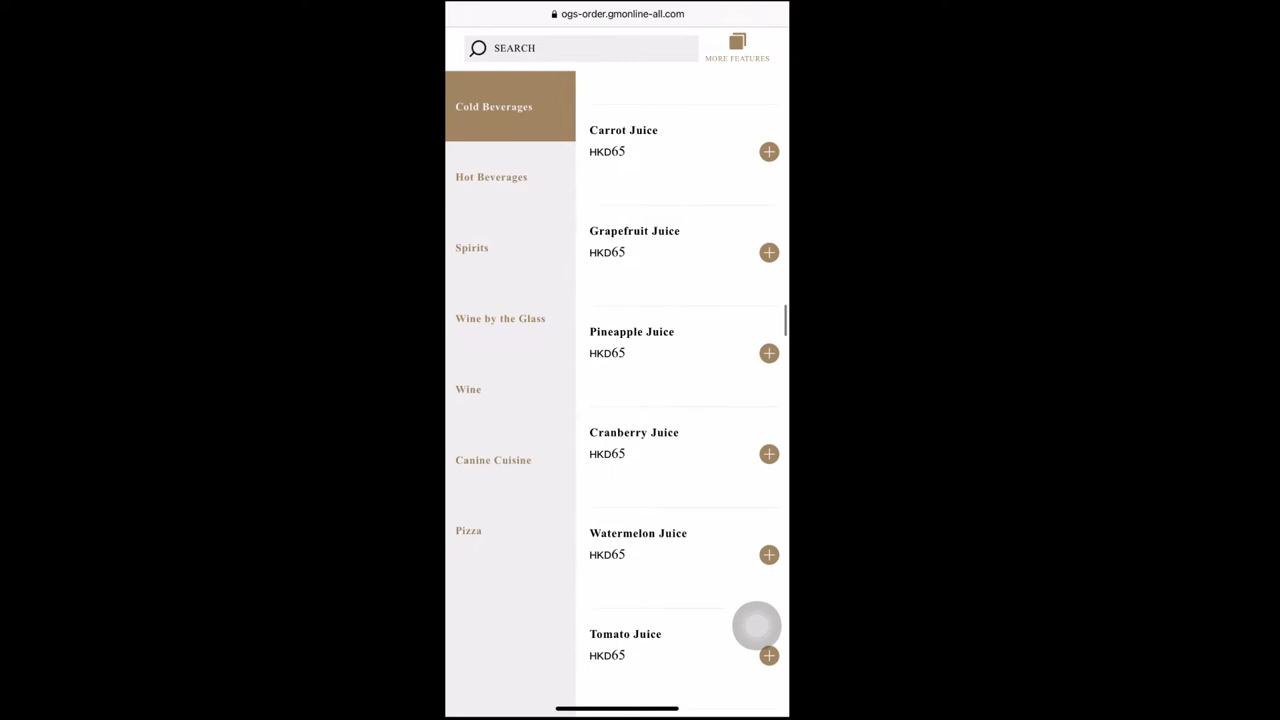 ogs-order.gmonline-all.com
SEARCH
MORE FEATURES
Cold Beverages
Hot Beverages
Spirits
Wine by the Glass
Wine
Canine Cuisine
Pizza
Carrot Juice
HKD65
Grapefruit Juice
HKD65
Pineapple Juice
HKD65
Cranberry Juice
HKD65
Watermelon Juice
HKD65
Tomato Juice
HKD65